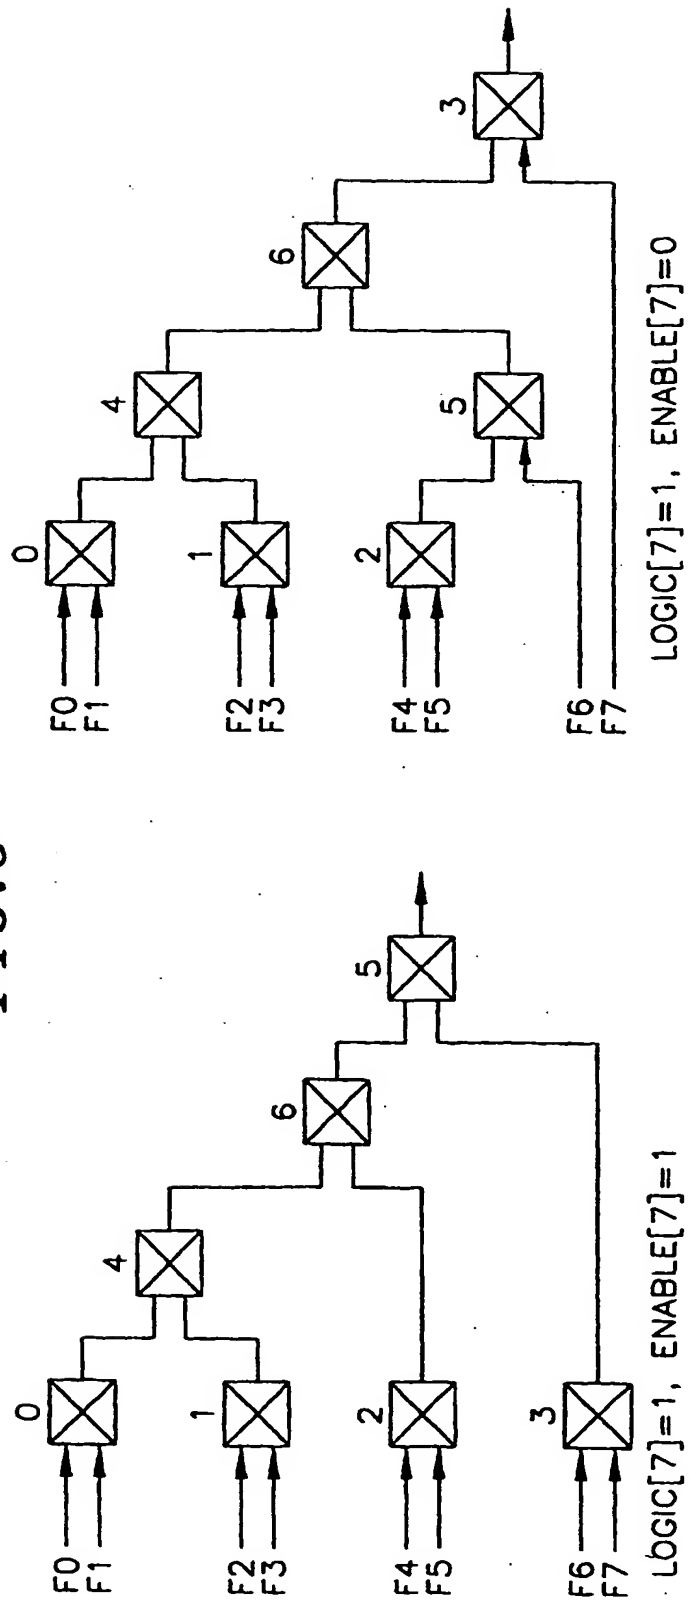 0
F0
F1
4
1
F2
F3
6
2
F4
F5
5
3
F6
F7
LOGIC[7]=1, ENABLE[7]=1
0
F0
F1
4
1
F2
F3
6
2
F4
F5
5
3
F6
F7
LOGIC[7]=1, ENABLE[7]=0